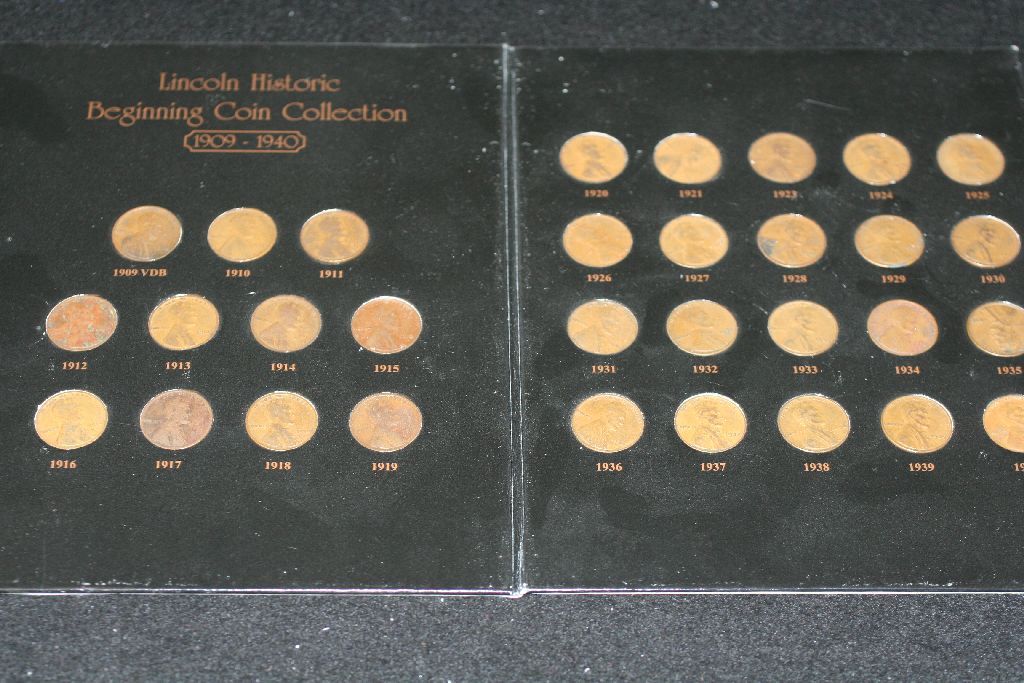 Lincoln Historic
Beginning Coin Collection
1909 - 1940
1909 VDB 1910 1911
1912 1913 1914 1915
1916 1917 1918 1919
1920 1921 1923 1924 1925
1926 1927 1928 1929 1930
1931 1932 1933 1934 1935
1936 1937 1938 1939 19